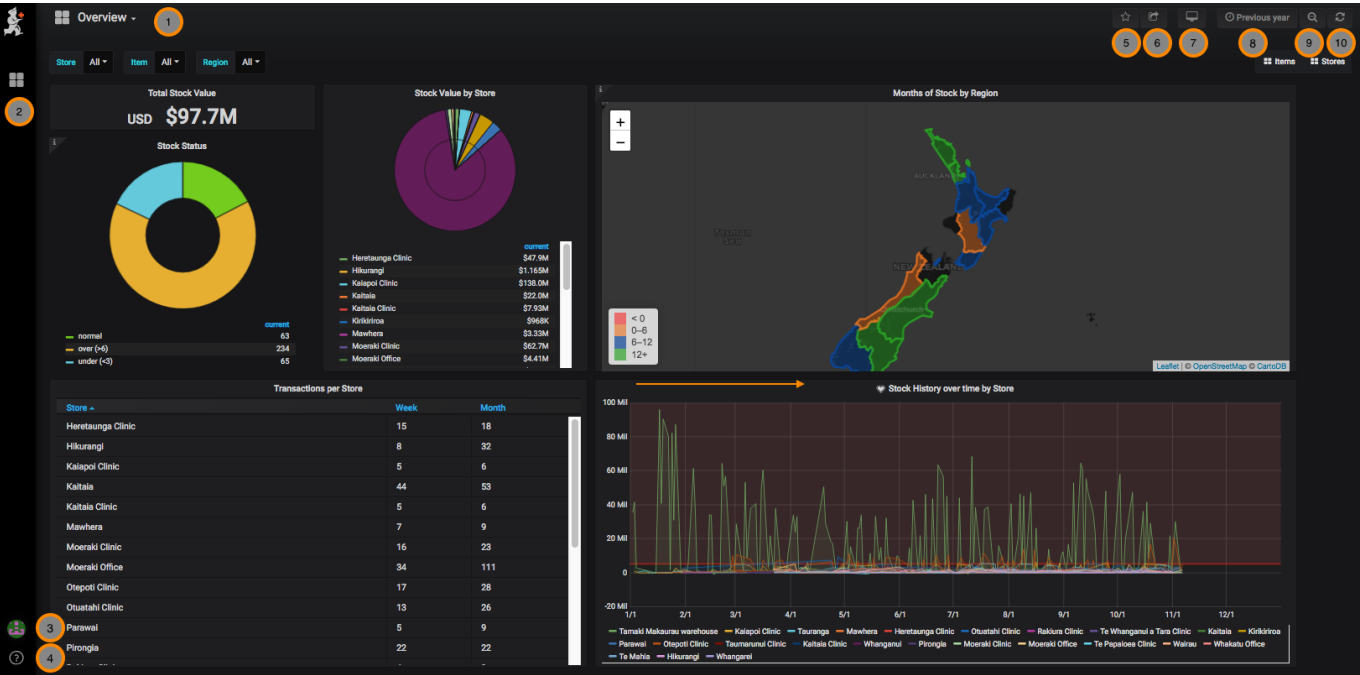 Overview
1
Previous year
5 6 7 8 9 10
Store All Item All Region All
Items Stores
2
Total Stock Value
USD $97.7M
Stock Status
current
normal 63
over (>6) 234
under (<3) 65
Stock Value by Store
current
Heretaunga Clinic $47.9M
Hikurangi $1.165M
Kaiapoi Clinic $138.0M
Kaitaia $22.0M
Kaitaia Clinic $7.93M
Kirikiriroa $968K
Mawhera $3.33M
Moeraki Clinic $62.7M
Moeraki Office $4.41M
Months of Stock by Region
+
−
AUCKLAN
Tasman
Sea
NEW ZEALAND
< 0
0–6
6–12
12+
Leaflet | © OpenStreetMap © CartoDB
Transactions per Store
Store Week Month
Heretaunga Clinic 15 18
Hikurangi 8 32
Kaiapoi Clinic 5 6
Kaitaia 44 53
Kaitaia Clinic 5 6
Mawhera 7 9
Moeraki Clinic 16 23
Moeraki Office 34 111
Otepoti Clinic 17 28
Otuatahi Clinic 13 26
Parawai 5 9
Pirongia 22 22
3
4
Stock History over time by Store
100 Mil
80 Mil
60 Mil
40 Mil
20 Mil
0
-20 Mil
1/1 2/1 3/1 4/1 5/1 6/1 7/1 8/1 9/1 10/1 11/1 12/1
Tamaki Makaurau warehouse Kaiapoi Clinic Tauranga Mawhera Heretaunga Clinic Otuatahi Clinic Rakiura Clinic Te Whanganui a Tara Clinic Kaitaia Kirikiriroa
Parawai Otepoti Clinic Taumarunui Clinic Kaitaia Clinic Whanganui Pirongia Moeraki Clinic Moeraki Office Te Papaioea Clinic Wairau Whakatu Office
Te Mahia Hikurangi Whangarei